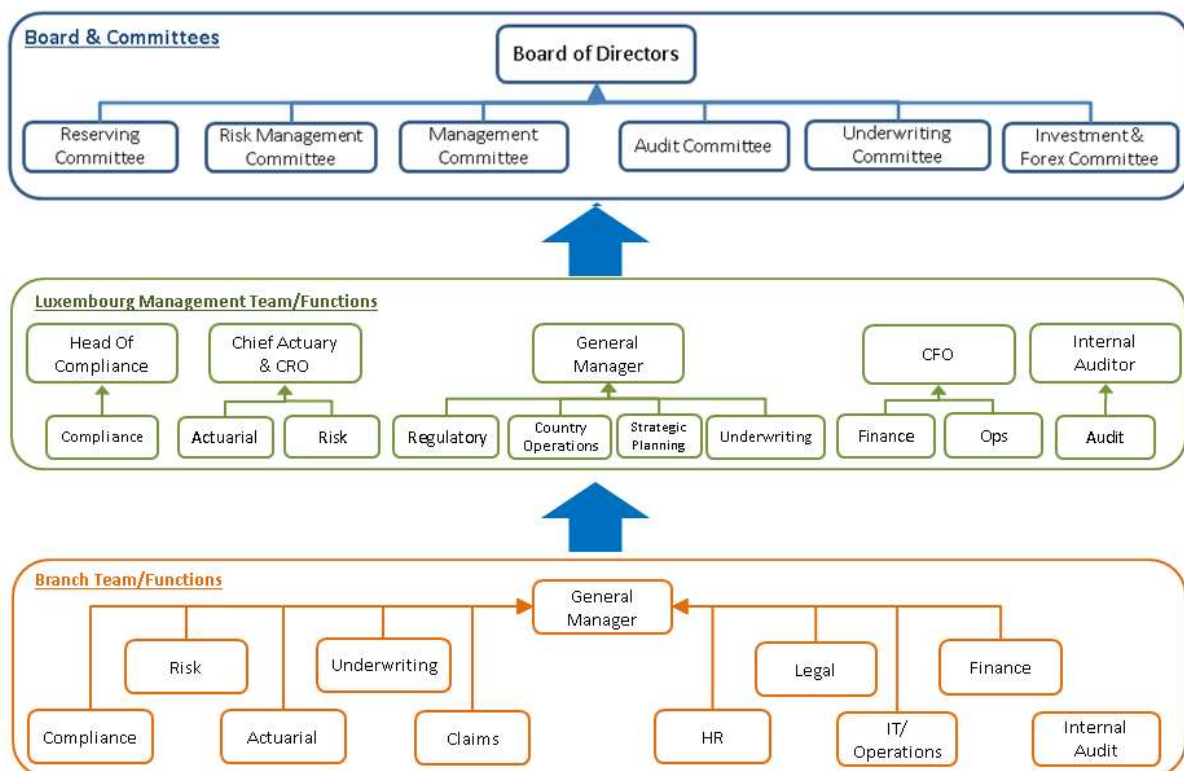 Board & Committees
Board of Directors
Reserving
Committee
Risk Management
Committee
Management
Committee
Audit Committee
Underwriting
Committee
Investment &
Forex Committee
Luxembourg Management Team/Functions
Head Of
Compliance
Chief Actuary
& CRO
General
Manager
CFO
Internal
Auditor
Compliance
Actuarial
Risk
Regulatory
Country
Operations
Strategic
Planning
Underwriting
Finance
Ops
Audit
Branch Team/Functions
General
Manager
Risk
Underwriting
Legal
Finance
Compliance
Actuarial
Claims
HR
IT/
Operations
Internal
Audit